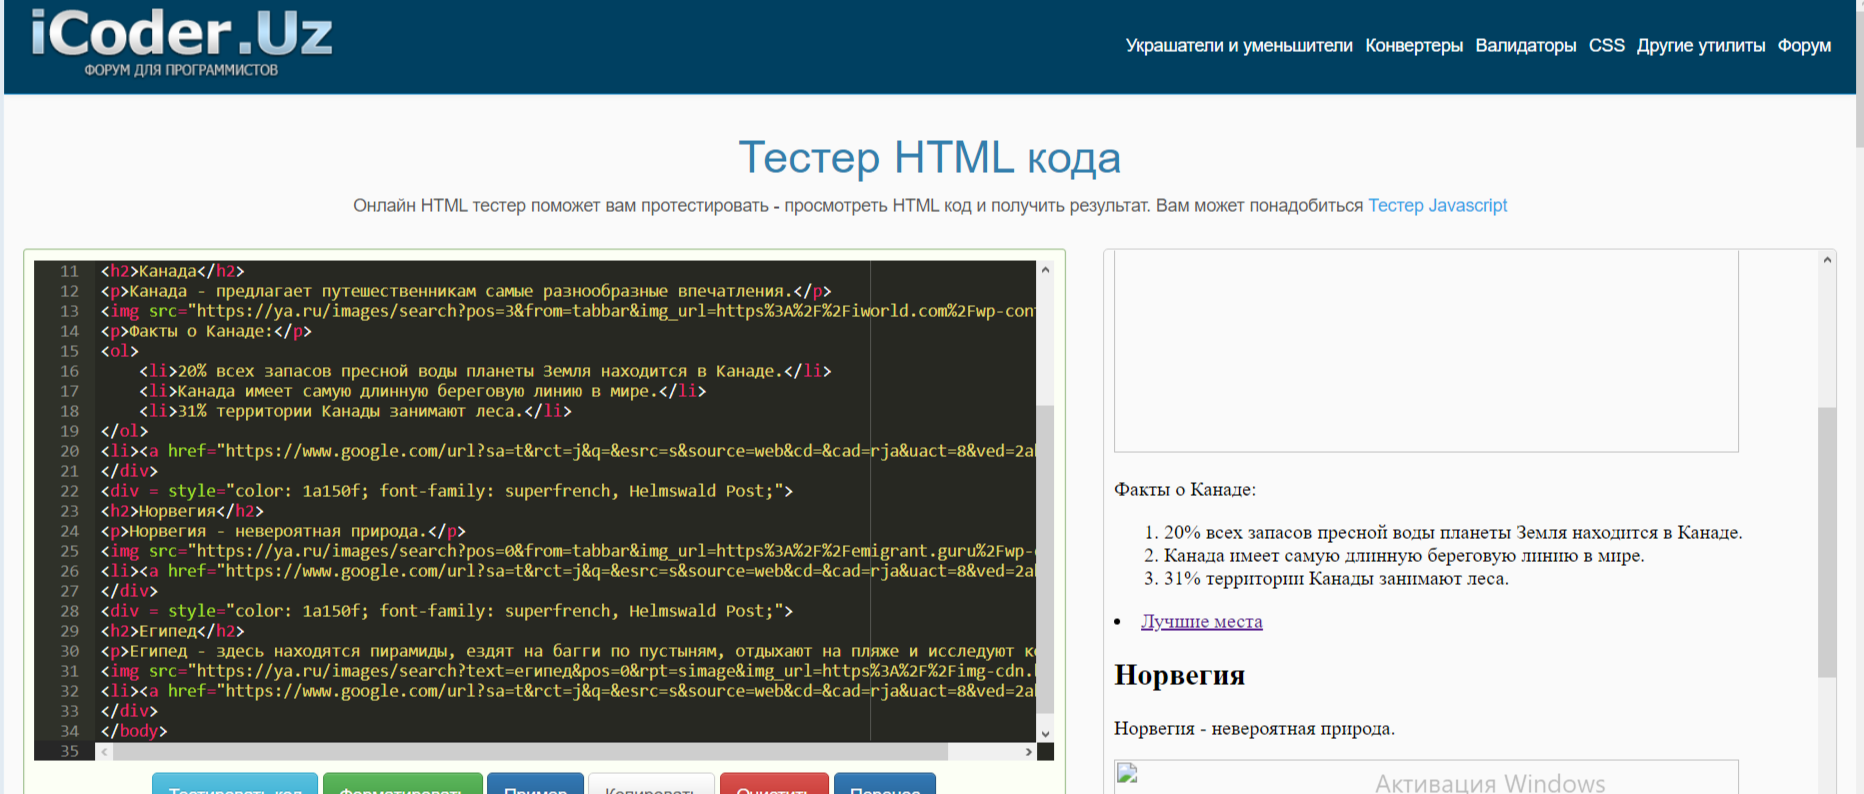 iCoder.Uz
ФОРУМ ДЛЯ ПРОГРАММИСТОВ
Украшатели и уменьшители Конвертеры Валидаторы CSS Другие утилиты Форум
Тестер HTML кода
Онлайн HTML тестер поможет вам протестировать - просмотреть HTML код и получить результат. Вам может понадобиться Тестер Javascript
11 <h2>Канада</h2>
12 <p>Канада - предлагает путешественникам самые разнообразные впечатления.</p>
13 <img src="https://ya.ru/images/search?pos=3&from=tabbar&img_url=https%3A%2F%2Fiworld.com%2Fwp-con
14 <p>Факты о Канаде:</p>
15 <ol>
16 <li>20% всех запасов пресной воды планеты Земля находится в Канаде.</li>
17 <li>Канада имеет самую длинную береговую линию в мире.</li>
18 <li>31% территории Канады занимают леса.</li>
19 </ol>
20 <li><a href="https://www.google.com/url?sa=t&rct=j&q=&esrc=s&source=web&cd=&cad=rja&uact=8&ved=2a
21 </div>
22 <div = style="color: 1a150f; font-family: superfrench, Helmswald Post;">
23 <h2>Норвегия</h2>
24 <p>Норвегия - невероятная природа.</p>
25 <img src="https://ya.ru/images/search?pos=0&from=tabbar&img_url=https%3A%2F%2Femigrant.guru%2Fwp-
26 <li><a href="https://www.google.com/url?sa=t&rct=j&q=&esrc=s&source=web&cd=&cad=rja&uact=8&ved=2a
27 </div>
28 <div = style="color: 1a150f; font-family: superfrench, Helmswald Post;">
29 <h2>Египед</h2>
30 <p>Египед - здесь находятся пирамиды, ездят на багги по пустыням, отдыхают на пляже и исследуют к
31 <img src="https://ya.ru/images/search?text=египед&pos=0&rpt=simage&img_url=https%3A%2F%2Fimg-cdn.
32 <li><a href="https://www.google.com/url?sa=t&rct=j&q=&esrc=s&source=web&cd=&cad=rja&uact=8&ved=2a
33 </div>
34 </body>
35
Тестировать код Форматировать Пример Копировать Очистить Перенос
Факты о Канаде:
1. 20% всех запасов пресной воды планеты Земля находится в Канаде.
2. Канада имеет самую длинную береговую линию в мире.
3. 31% территории Канады занимают леса.
• Лучшие места
Норвегия
Норвегия - невероятная природа.
Активация Windows